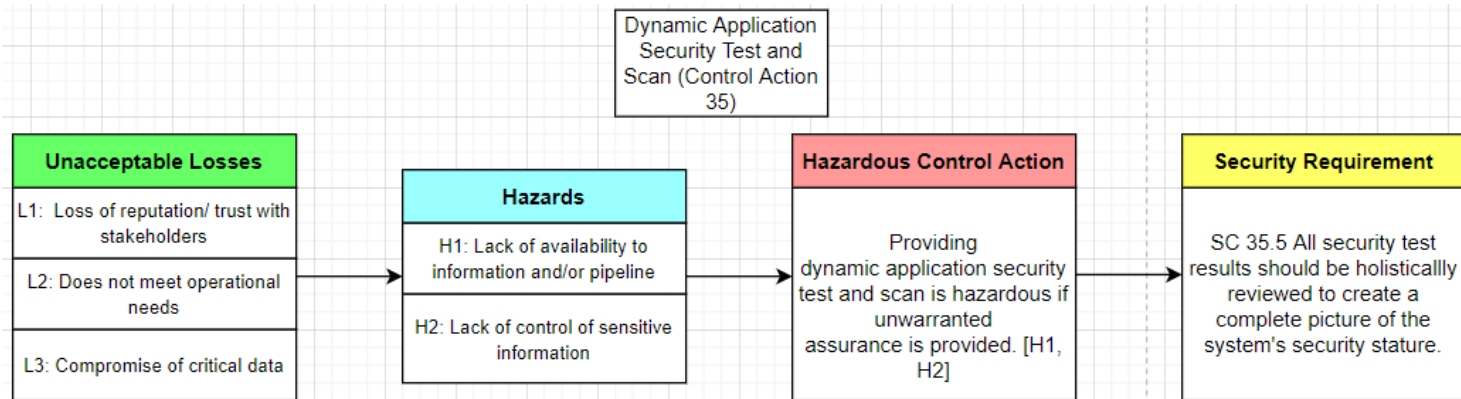 Dynamic Application
Security Test and
Scan (Control Action
35)
Unacceptable Losses
L1:  Loss of reputation/ trust with
stakeholders
L2: Does not meet operational
needs
L3: Compromise of critical data
Hazards
H1: Lack of availability to
information and/or pipeline
H2: Lack of control of sensitive
information
Hazardous Control Action
Providing
dynamic application security
test and scan is hazardous if
unwarranted
assurance is provided. [H1,
H2]
Security Requirement
SC 35.5 All security test
results should be holistically
reviewed to create a
complete picture of the
system's security stature.